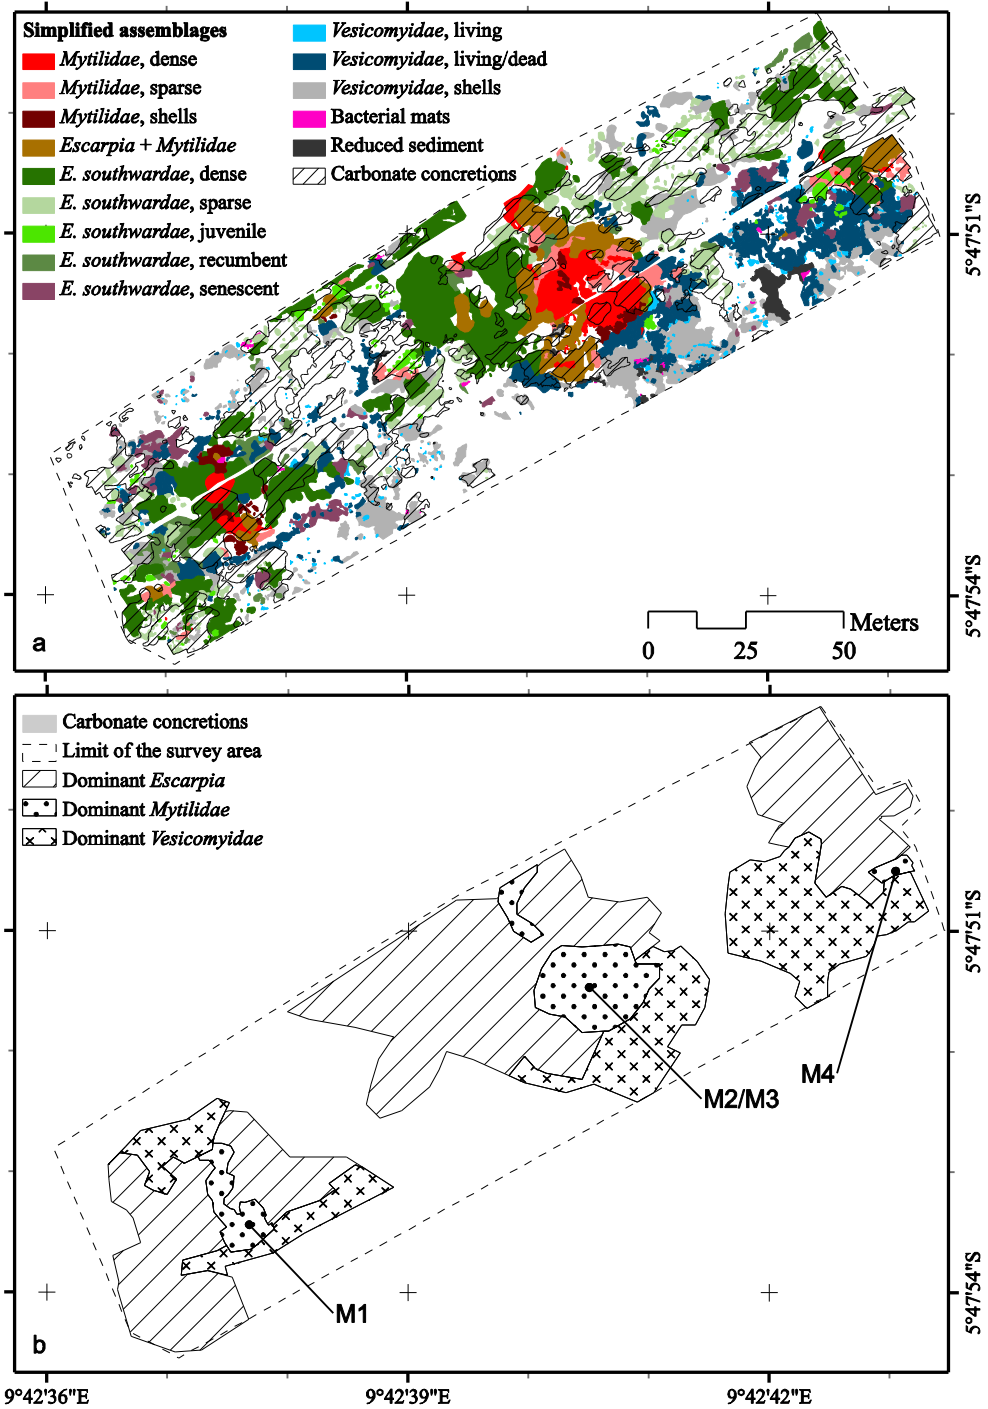 Simplified assemblages
Mytilidae, dense
Mytilidae, sparse
Mytilidae, shells
Escarpia + Mytilidae
E. southwardae, dense
E. southwardae, sparse
E. southwardae, juvenile
E. southwardae, recumbent
E. southwardae, senescent
Vesicomyidae, living
Vesicomyidae, living/dead
Vesicomyidae, shells
Bacterial mats
Reduced sediment
Carbonate concretions
5°47'51"S
5°47'54"S
Meters
0 25 50
a
Carbonate concretions
Limit of the survey area
Dominant Escarpia
Dominant Mytilidae
Dominant Vesicomyidae
M4
M2/M3
M1
5°47'51"S
5°47'54"S
b
9°42'36"E 9°42'39"E 9°42'42"E